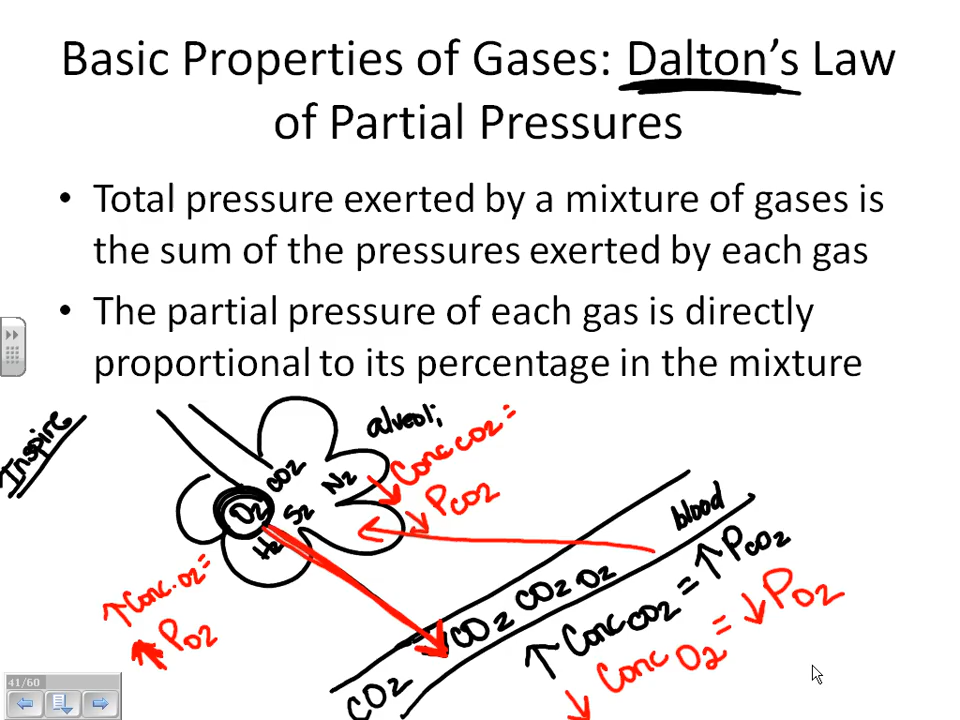 Basic Properties of Gases: Dalton's Law
of Partial Pressures
• Total pressure exerted by a mixture of gases is
the sum of the pressures exerted by each gas
• The partial pressure of each gas is directly
proportional to its percentage in the mixture
Inspire
alveoli
↓ Conc CO2 =
↓ PCO2
CO2
N2
O2
S2
H2
↑ Conc. O2 =
↑ PO2
blood
CO2 CO2 O2
CO2
↑ Conc CO2 = ↑ PCO2
↓ Conc O2 = ↓ PO2
41/60